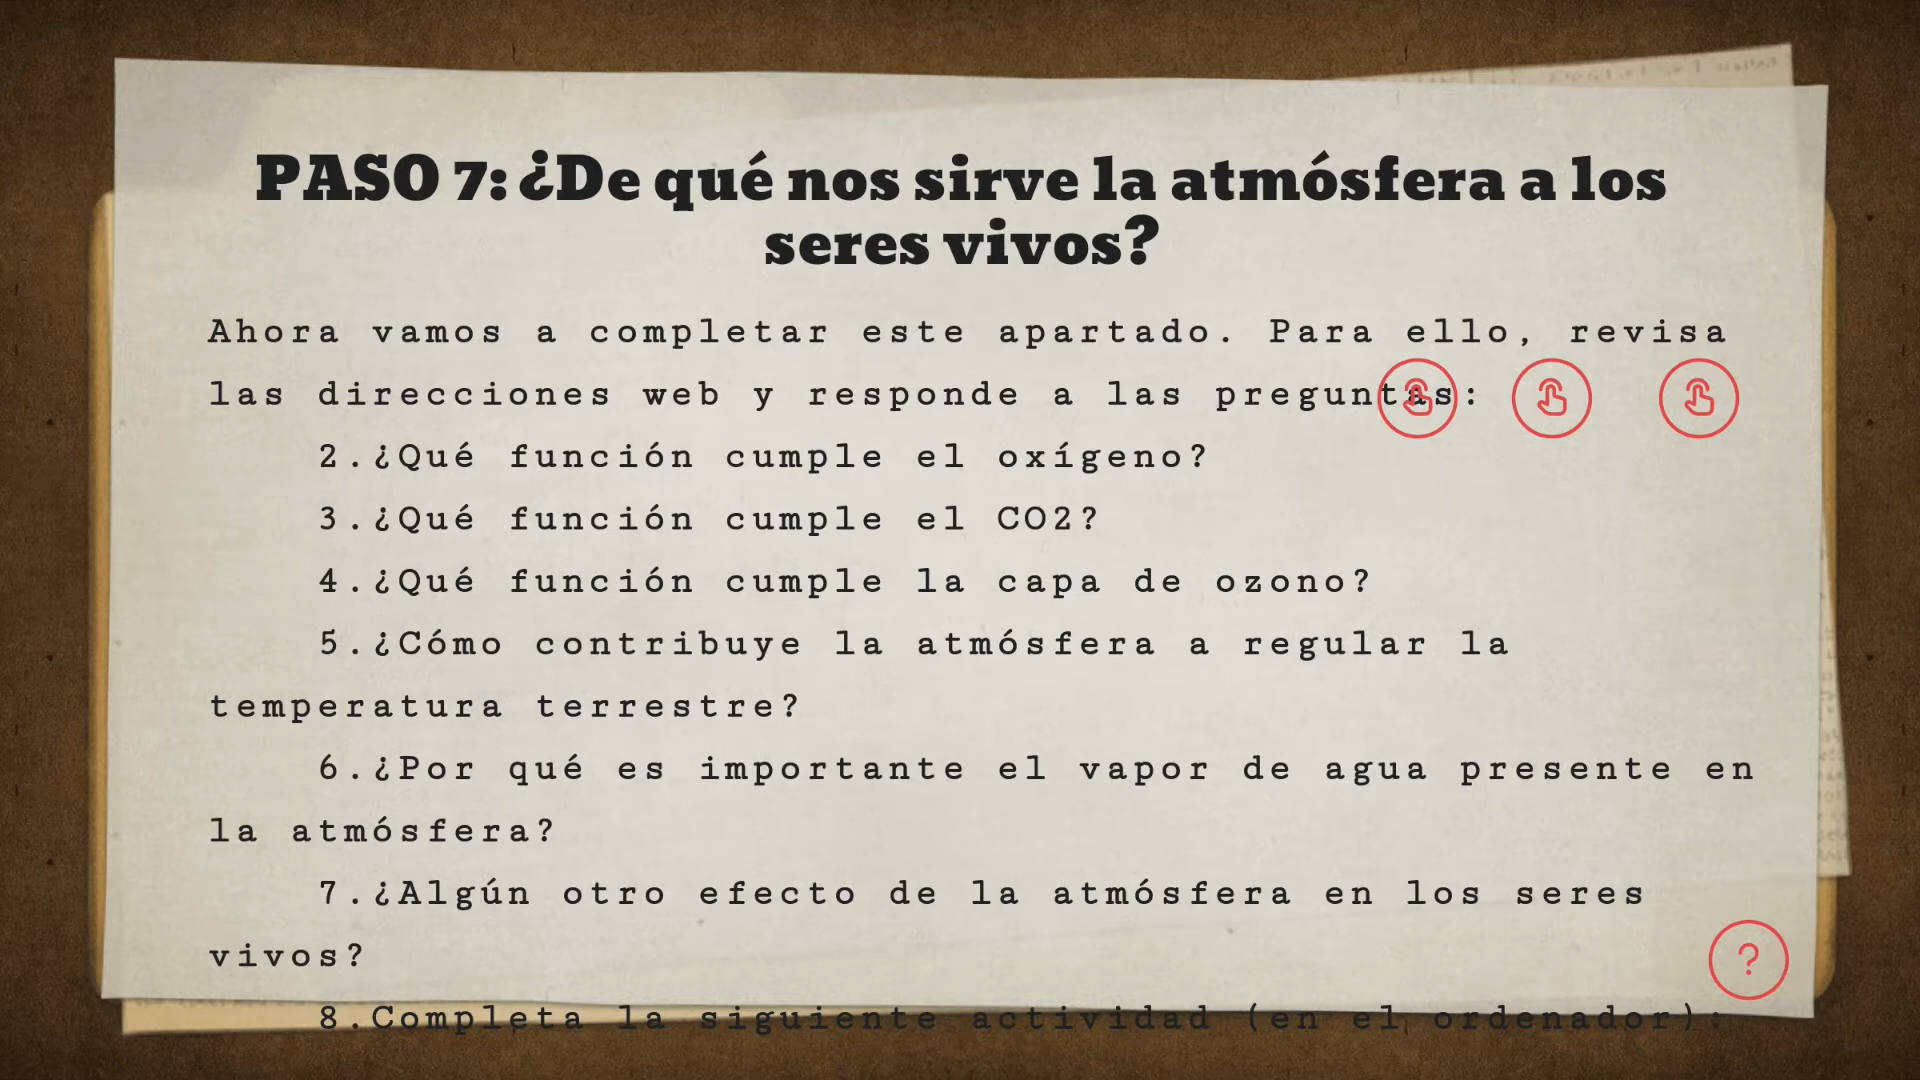 PASO 7: ¿De qué nos sirve la atmósfera a los
seres vivos?
Ahora vamos a completar este apartado. Para ello, revisa
las direcciones web y responde a las preguntas:
2.¿Qué función cumple el oxígeno?
3.¿Qué función cumple el CO2?
4.¿Qué función cumple la capa de ozono?
5.¿Cómo contribuye la atmósfera a regular la
temperatura terrestre?
6.¿Por qué es importante el vapor de agua presente en
la atmósfera?
7.¿Algún otro efecto de la atmósfera en los seres
vivos?
?
8.Completa la siguiente actividad (en el ordenador):